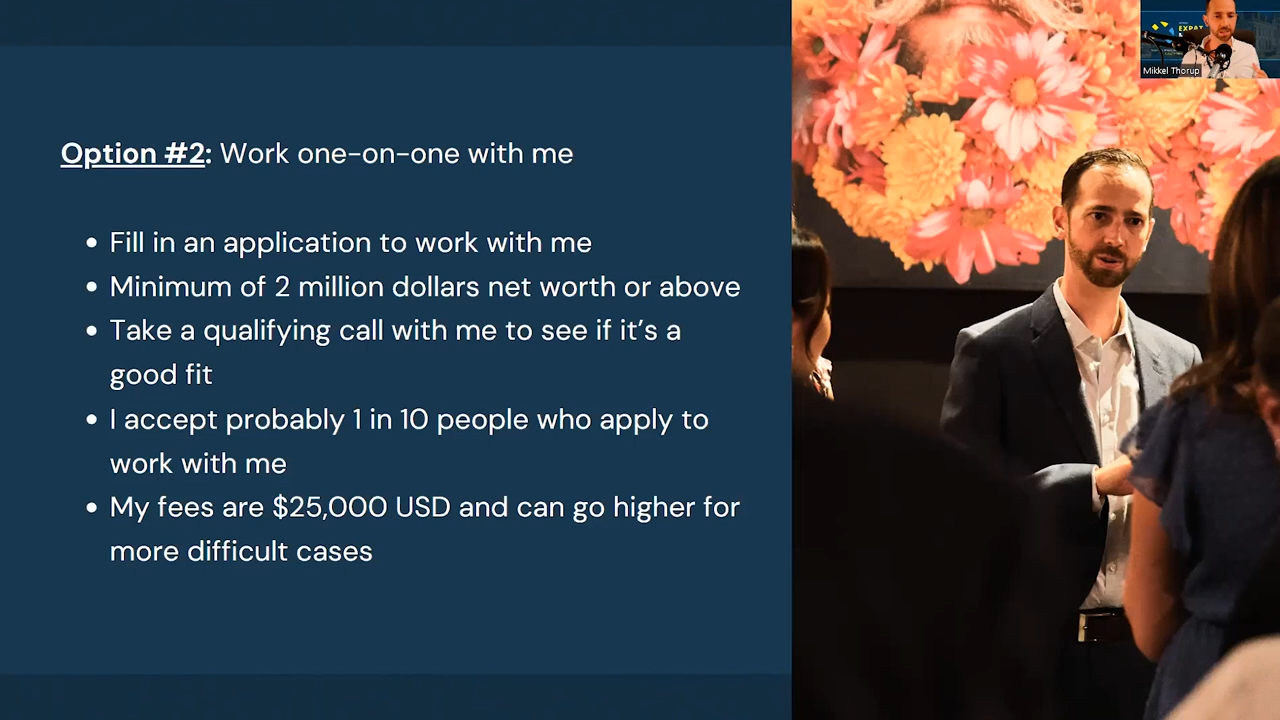 Option #2: Work one-on-one with me
• Fill in an application to work with me
• Minimum of 2 million dollars net worth or above
• Take a qualifying call with me to see if it's a
good fit
• I accept probably 1 in 10 people who apply to
work with me
• My fees are $25,000 USD and can go higher for
more difficult cases
EXPAT
Mikkel Thorup